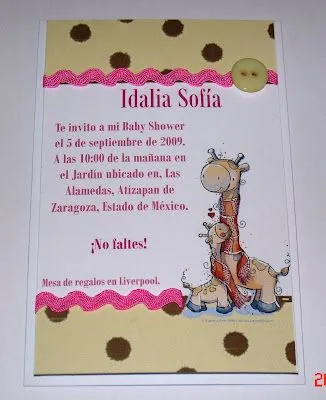 Idalia Sofía
Te invito a mi Baby Shower
el 5 de septiembre de 2009.
A las 10:00 de la mañana en
el Jardín ubicado en, Las
Alamedas, Atizapan de
Zaragoza, Estado de México.
¡No faltes!
Mesa de regalos en Liverpool.